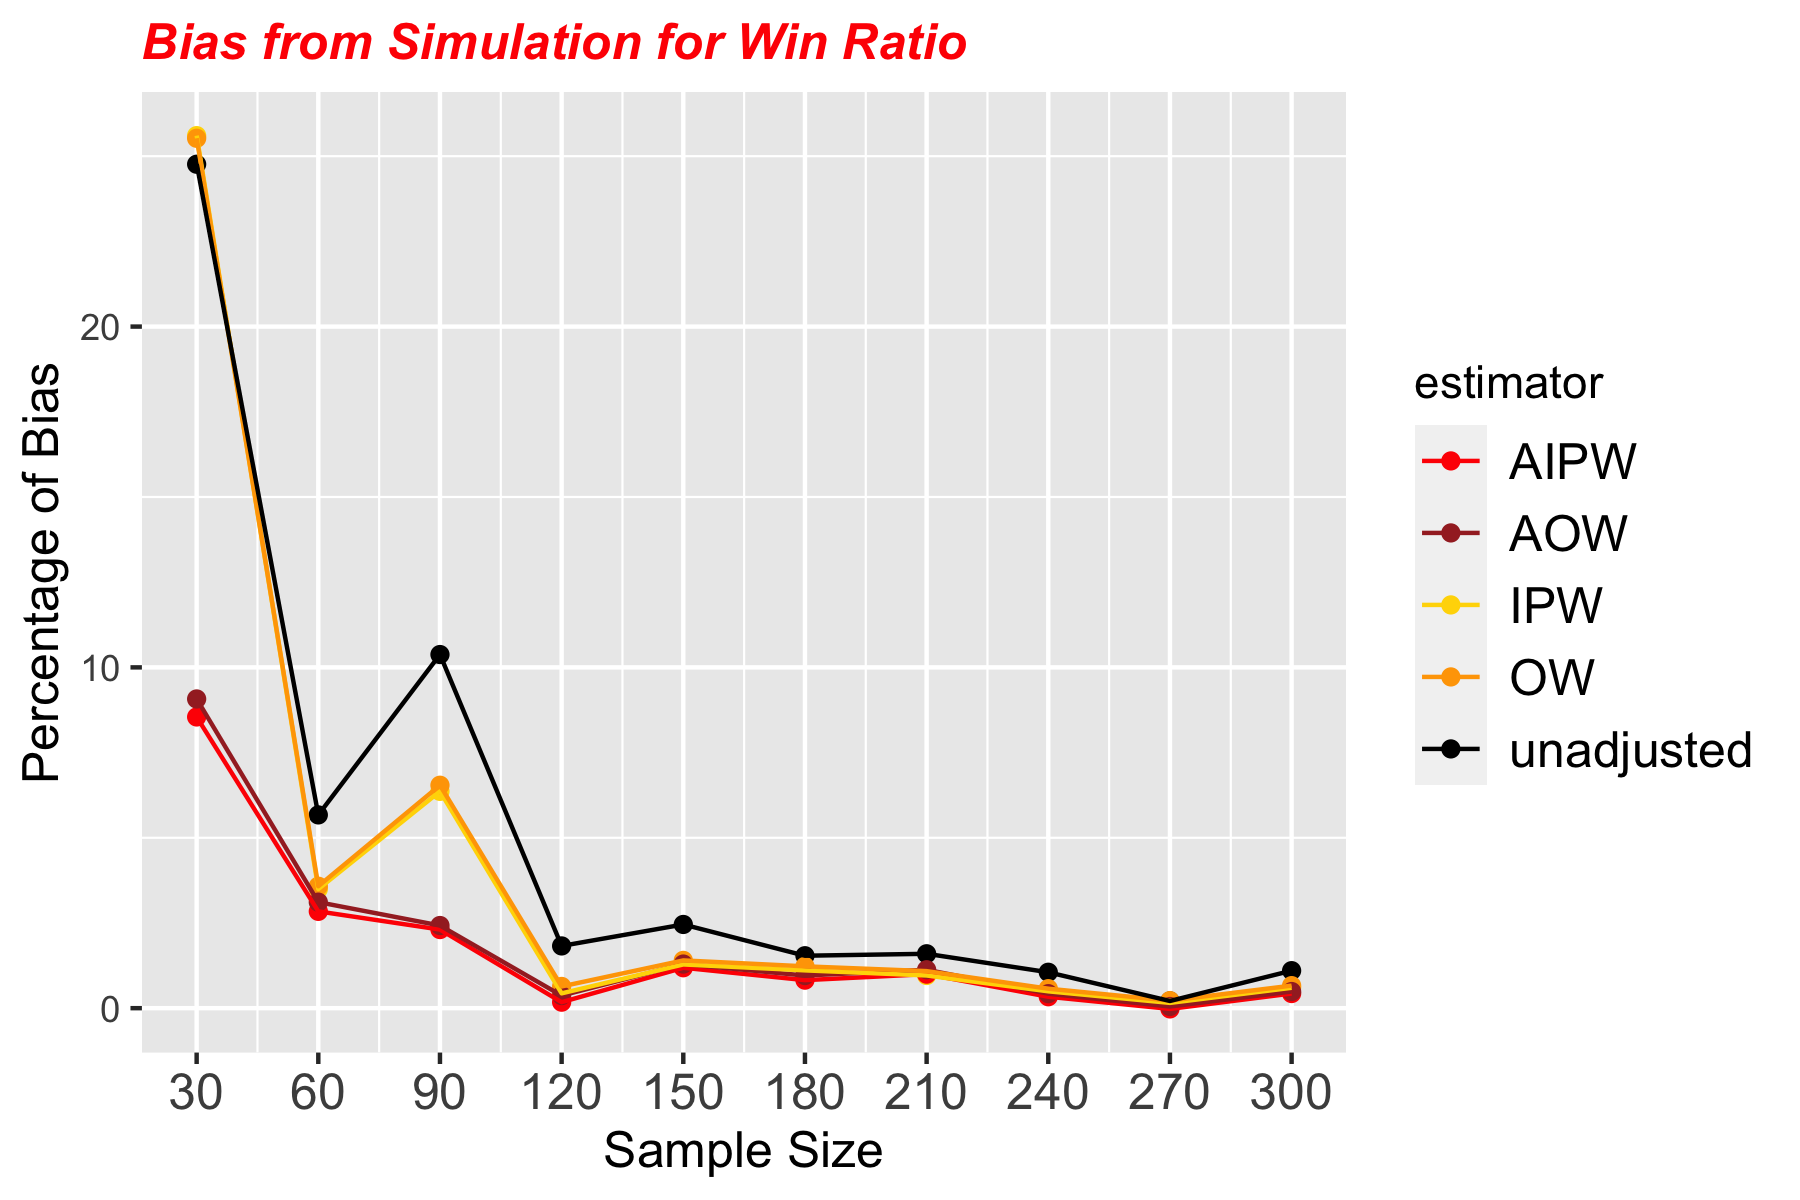 Bias from Simulation for Win Ratio
Percentage of Bias
20
10
0
30 60 90 120 150 180 210 240 270 300
Sample Size
estimator
AIPW
AOW
IPW
OW
unadjusted